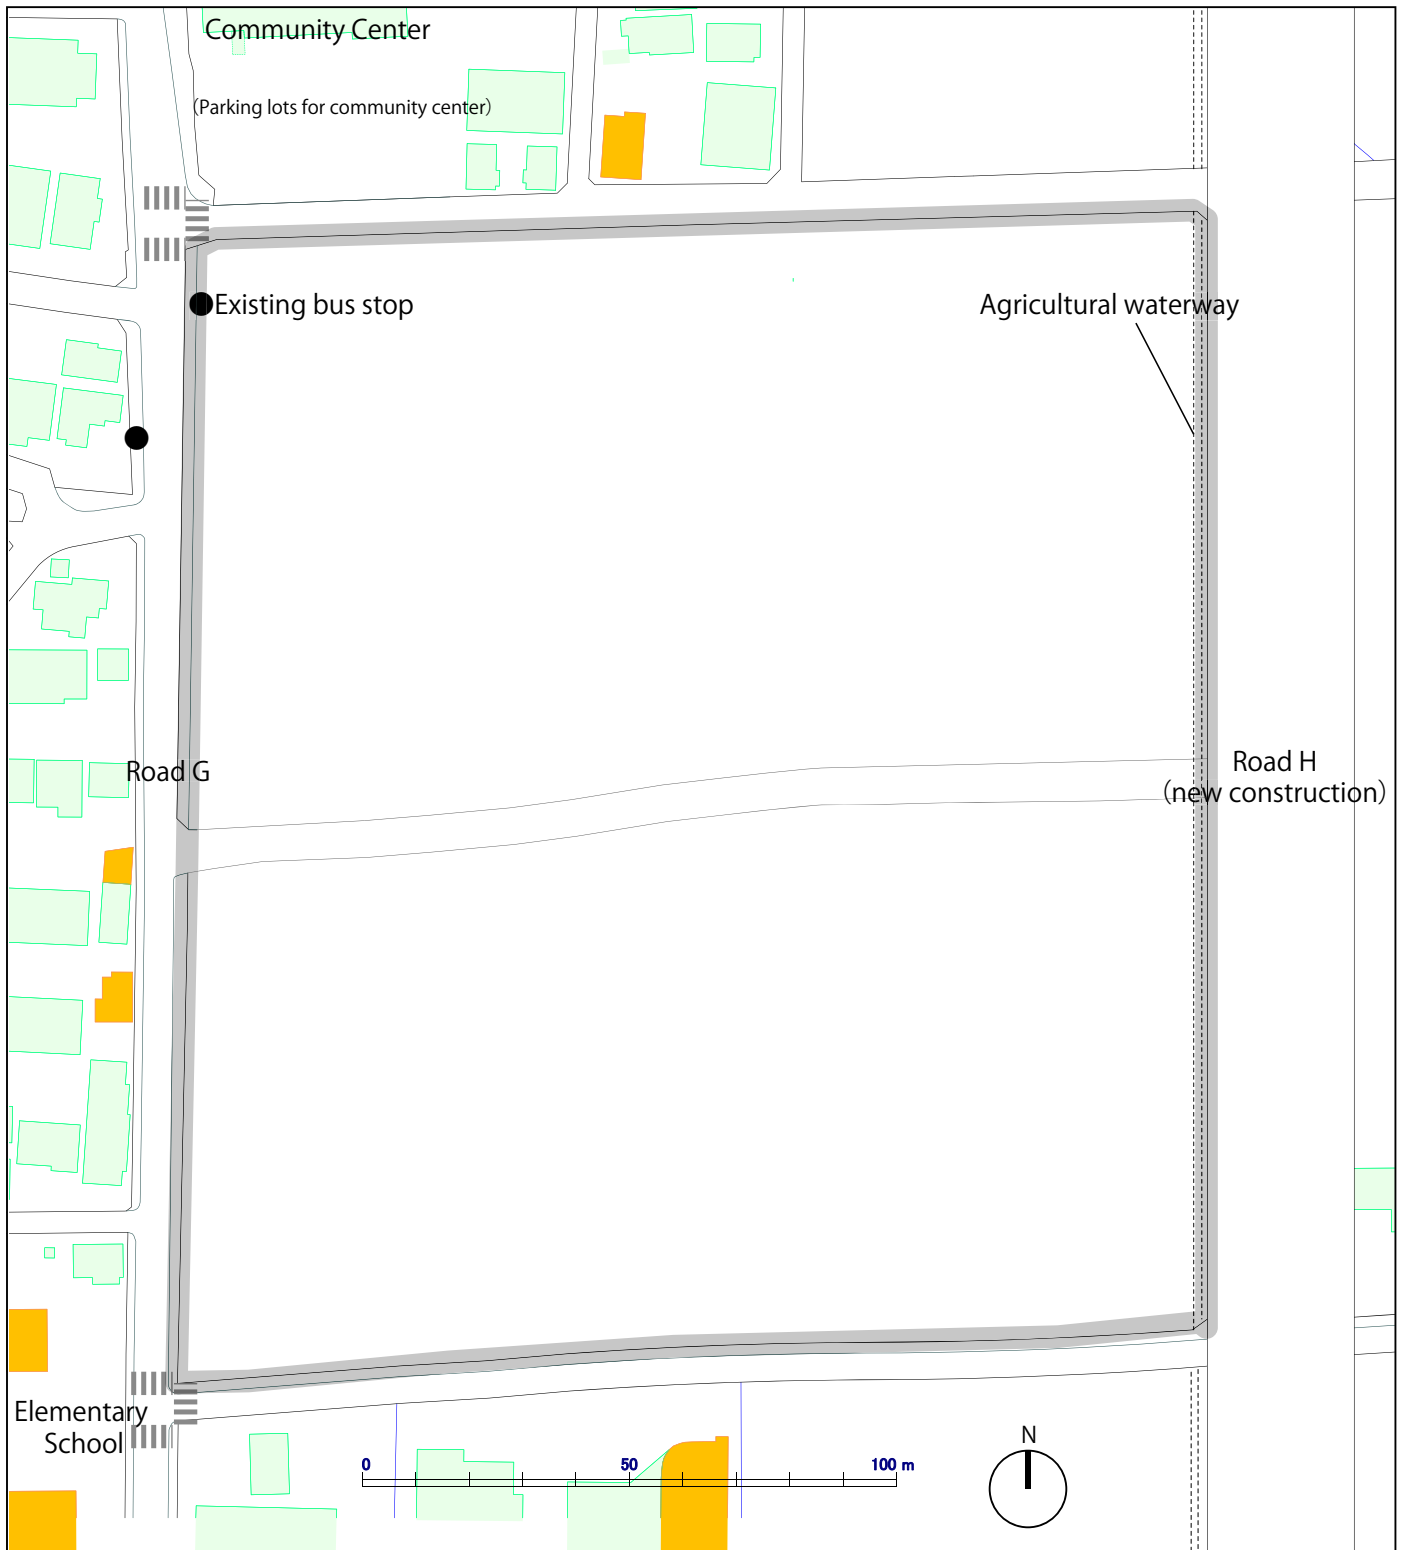 Community Center
(Parking lots for community center)
Existing bus stop
Agricultural waterway
Road G
Road H
(new construction)
Elementary
School
0 50 100 m
N